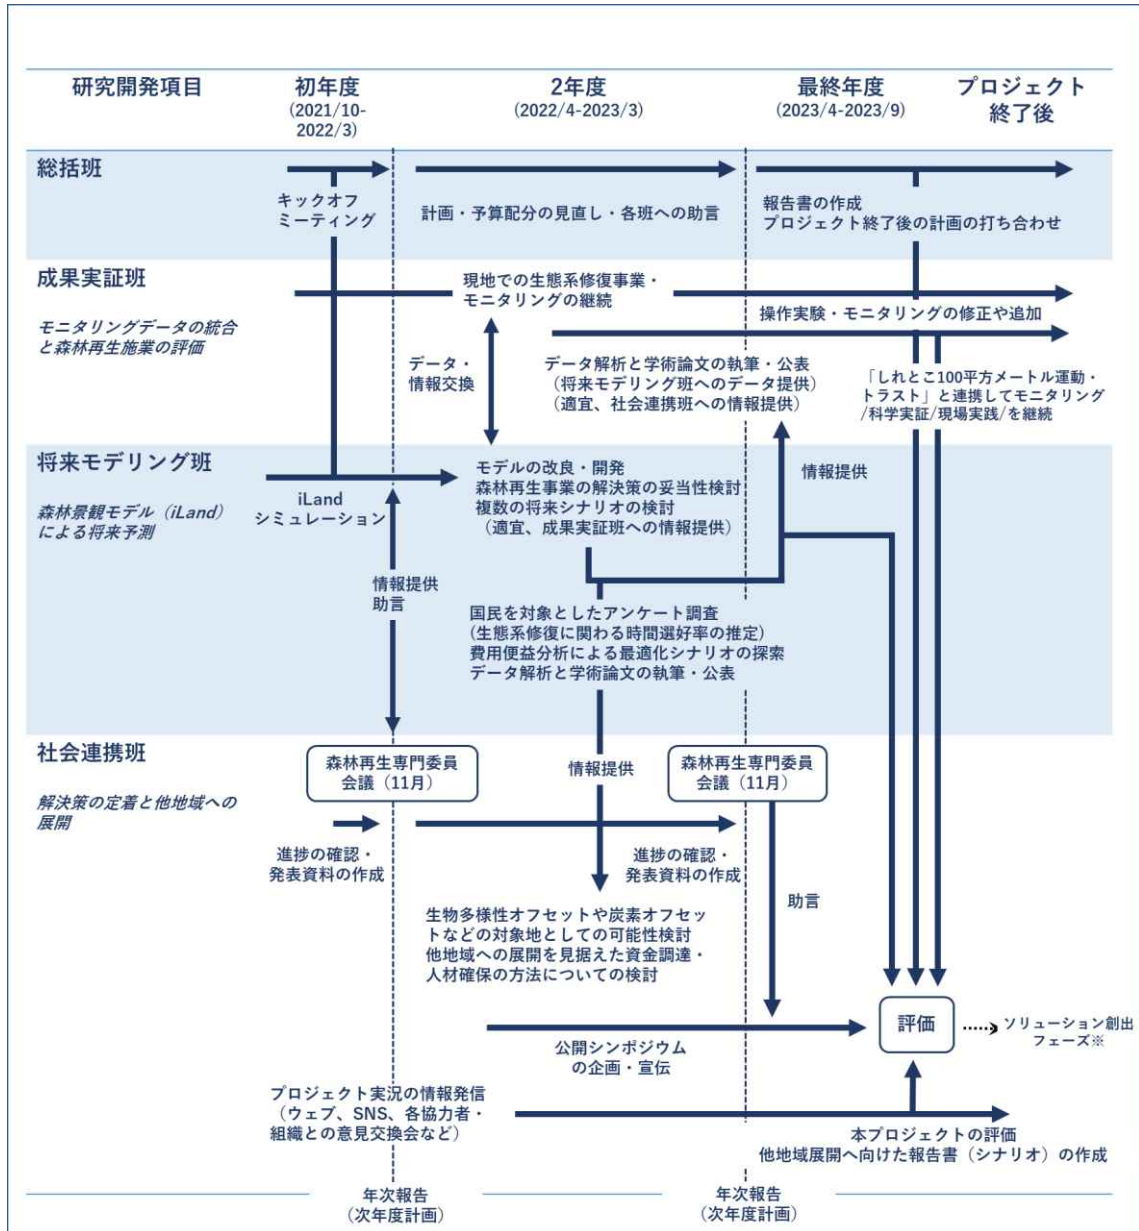 研究開発項目
初年度
(2021/10-
2022/3)
2年度
(2022/4-2023/3)
最終年度
(2023/4-2023/9)
プロジェクト
終了後
総括班
キックオフ
ミーティング
計画・予算配分の見直し・各班への助言
報告書の作成
プロジェクト終了後の計画の打ち合わせ
成果実証班
モニタリングデータの統合
と森林再生施業の評価
現地での生態系修復事業・
モニタリングの継続
操作実験・モニタリングの修正や追加
データ・
情報交換
データ解析と学術論文の執筆・公表
（将来モデリング班へのデータ提供）
（適宜、社会連携班への情報提供）
「しれとこ100平方メートル運動・
トラスト」と連携してモニタリング
/科学実証/現場実践/を継続
将来モデリング班
森林景観モデル（iLand）
による将来予測
iLand
シミュレーション
モデルの改良・開発
森林再生事業の解決策の妥当性検討
複数の将来シナリオの検討
（適宜、成果実証班への情報提供）
情報提供
情報提供
助言
国民を対象としたアンケート調査
(生態系修復に関わる時間選好率の推定)
費用便益分析による最適化シナリオの探索
データ解析と学術論文の執筆・公表
社会連携班
解決策の定着と他地域への
展開
森林再生専門委員
会議（11月）
情報提供
森林再生専門委員
会議（11月）
進捗の確認・
発表資料の作成
進捗の確認・
発表資料の作成
助言
生物多様性オフセットや炭素オフセッ
トなどの対象地としての可能性検討
他地域への展開を見据えた資金調達・
人材確保の方法についての検討
公開シンポジウム
の企画・宣伝
評価
ソリューション創出
フェーズ※
プロジェクト実況の情報発信
（ウェブ、SNS、各協力者・
組織との意見交換会など）
本プロジェクトの評価
他地域展開へ向けた報告書（シナリオ）の作成
年次報告
(次年度計画)
年次報告
(次年度計画)